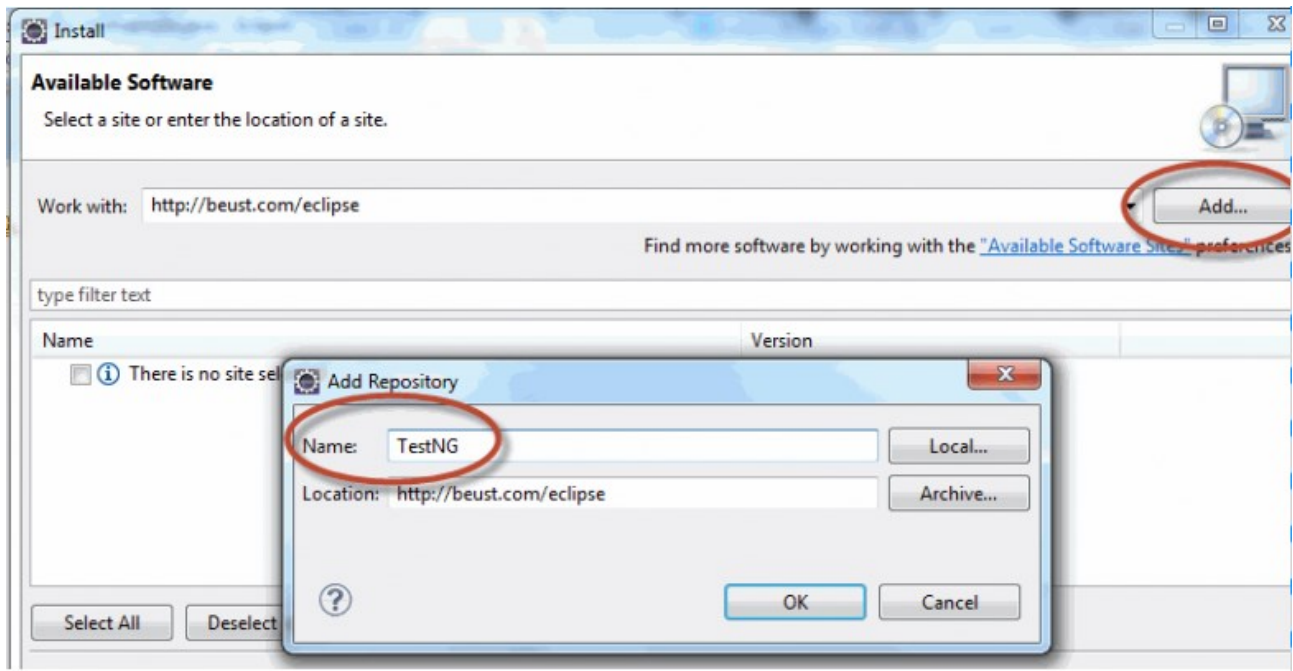 Install
Available Software
Select a site or enter the location of a site.
Work with: http://beust.com/eclipse Add...
Find more software by working with the "Available Software Sites" preferences
type filter text
Name Version
There is no site sel
Add Repository
Name: TestNG Local...
Location: http://beust.com/eclipse Archive...
OK Cancel
Select All Deselect